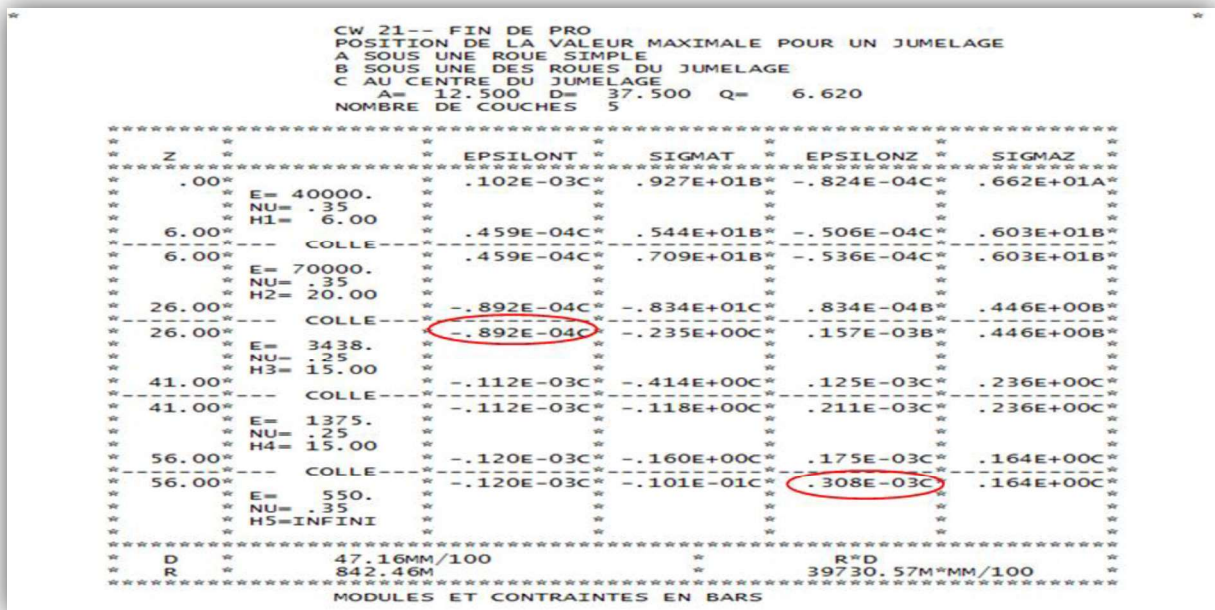 CW 21-- FIN DE PRO
POSITION DE LA VALEUR MAXIMALE POUR UN JUMELAGE
A SOUS UNE ROUE SIMPLE
B SOUS UNE DES ROUES DU JUMELAGE
C AU CENTRE DU JUMELAGE
A= 12.500 D= 37.500 Q= 6.620
NOMBRE DE COUCHES 5
* Z * * EPSILONT * SIGMAT * EPSILONZ * SIGMAZ *
* .00* * .102E-03C* .927E+01B* -.824E-04C* .662E+01A*
* * E= 40000. * * * * *
* * NU= .35 * * * * *
* * H1= 6.00 * * * * *
* 6.00* * .459E-04C* .544E+01B* -.506E-04C* .603E+01B*
*--------*--- COLLE---*-----------*-----------*-----------*-----------*
* 6.00* * .459E-04C* .709E+01B* -.536E-04C* .603E+01B*
* * E= 70000. * * * * *
* * NU= .35 * * * * *
* * H2= 20.00 * * * * *
* 26.00* * -.892E-04C* -.834E+01C* .834E-04B* .446E+00B*
*--------*--- COLLE---*-----------*-----------*-----------*-----------*
* 26.00* * -.892E-04C* -.235E+00C* .157E-03B* .446E+00B*
* * E= 3438. * * * * *
* * NU= .25 * * * * *
* * H3= 15.00 * * * * *
* 41.00* * -.112E-03C* -.414E+00C* .125E-03C* .236E+00C*
*--------*--- COLLE---*-----------*-----------*-----------*-----------*
* 41.00* * -.112E-03C* -.118E+00C* .211E-03C* .236E+00C*
* * E= 1375. * * * * *
* * NU= .25 * * * * *
* * H4= 15.00 * * * * *
* 56.00* * -.120E-03C* -.160E+00C* .175E-03C* .164E+00C*
*--------*--- COLLE---*-----------*-----------*-----------*-----------*
* 56.00* * -.120E-03C* -.101E-01C* .308E-03C* .164E+00C*
* * E= 550. * * * * *
* * NU= .35 * * * * *
* * H5=INFINI * * * * *
* D * 47.16MM/100 * R*D *
* R * 842.46M * 39730.57M*MM/100 *
MODULES ET CONTRAINTES EN BARS